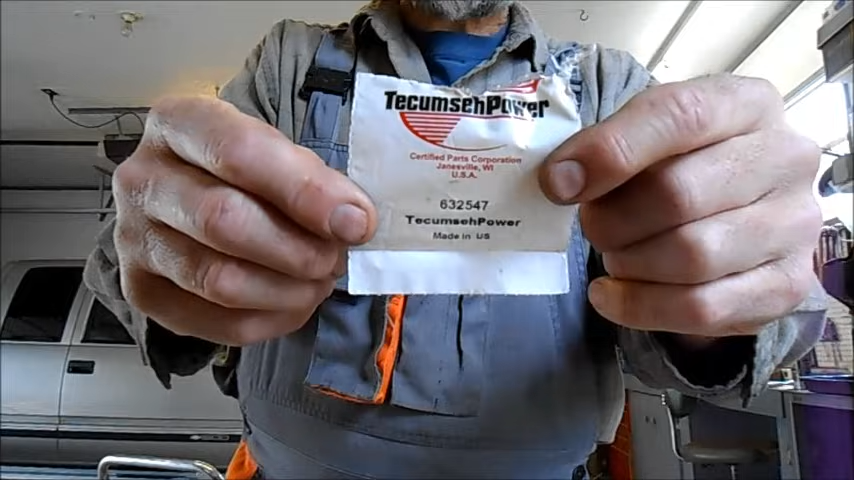 TecumsehPower
Certified Parts Corporation
Janesville, WI
U.S.A.
632547
TecumsehPower
Made in US